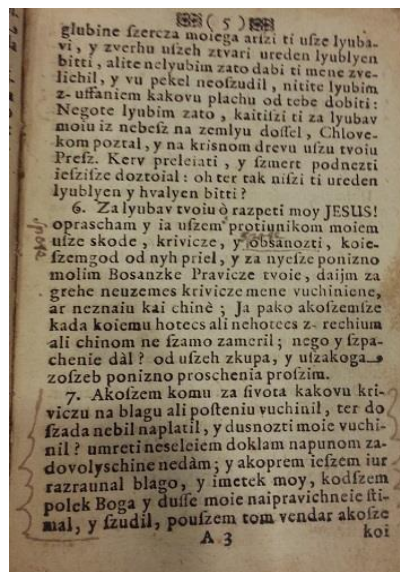 ( 5 )
glubine ſzercza moiega arſzi ti uſze lyuba-
vi, y zverhu uſzeh ztvari ureden lyublyen
bitti, alite nelyubim zato dabi ti mene zve-
lichil, y vu pekel neoſzudil, nitite lyubim
z-uffaniem kakovu plachu od tebe dobiti:
Negote lyubim zato, kaitiſzi ti za lyubav
moiu iz nebeſz na zemlyu doſſel, Chlove-
kom poztal, y na krisnom drevu uſzu tvoiu
Preſz. Kerv preleiati, y ſzmert podnezti
ieſziſze doztoial: oh ter tak niſzi ti ureden
lyublyen y hvalyen bitti?
6. Za lyubav tvoiu ò razpeti moy JESUS!
oprascham y ia uſzem protiunikom moiem
uſze skode, krivicze, y obsanozti, koie-
ſzemgod od nyh priel, y za nyeſze ponizno
molim Bosanzke Pravicze tvoie, daijm za
grehe neuzemes krivicze mene vuchiniene,
ar neznaiu kai chinè; Ja pako akoſzemſze
kada koiemu hotecs ali nehotecs z-rechium
ali chinom ne ſzamo zameril; nego y ſzpa-
chenie dàl? od uſzeh zkupa, y uſzakoga
zoſzeb ponizno proschenia proſzim.
7. Akoſzem komu za ſivota kakovu kri-
viczu na blagu ali poſteniu vuchinil, ter do
ſzada nebil naplatil, y dusnozti moie vuchi-
nil? umreti neseleiem doklam napunom za-
dovolyschine nedàm; y akoprem ieſzem iur
razraunal blago, y imetek moy, kodſzem
polek Boga y duſſe moie naipravichneie ſti-
mal, y ſzudil, pouſzem tom vendar akoſze
A 3 koi